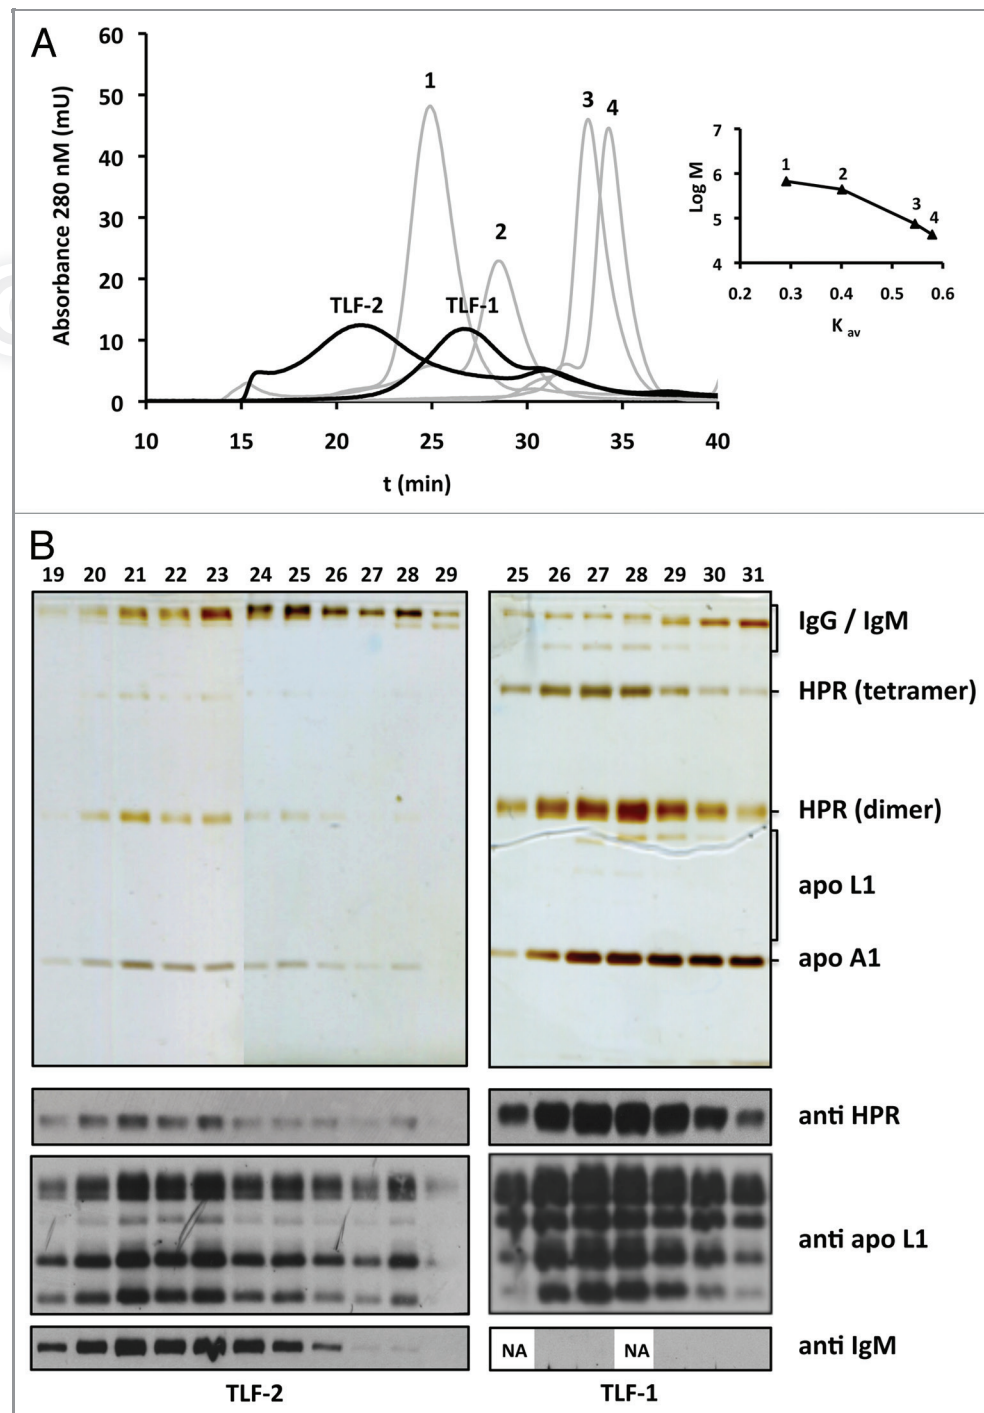 A
60
50
40
30
20
10
0
Absorbance 280 nM (mU)
10 15 20 25 30 35 40
t (min)
1
2
3
4
TLF-2
TLF-1
7
6
5
4
Log M
1
2
3
4
0.2 0.3 0.4 0.5 0.6
K av
B
19 20 21 22 23 24 25 26 27 28 29
25 26 27 28 29 30 31
IgG / IgM
HPR (tetramer)
HPR (dimer)
apo L1
apo A1
anti HPR
anti apo L1
anti IgM
NA NA
TLF-2
TLF-1